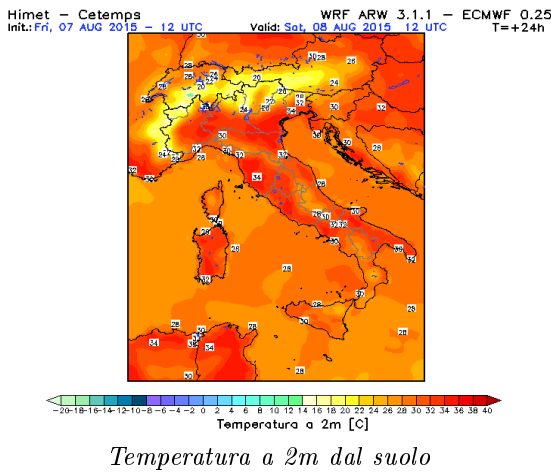 Himet – Cetemps WRF ARW 3.1.1 – ECMWF 0.25
Init.: Fri, 07 AUG 2015 – 12 UTC Valid: Sat, 08 AUG 2015 12 UTC T=+24h
-20-18-16-14-12-10-8 -6 -4 -2 0 2 4 6 8 10 12 14 16 18 20 22 24 26 28 30 32 34 36 38 40
Temperatura a 2m [C]
Temperatura a 2m dal suolo